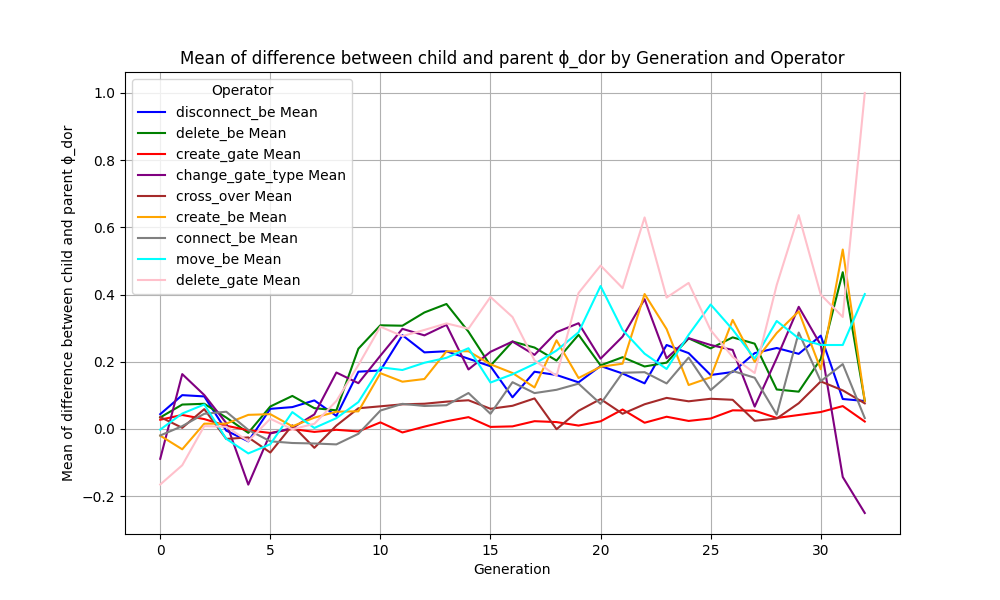 Mean of difference between child and parent ϕ_dor by Generation and Operator
Mean of difference between child and parent ϕ_dor
1.0
0.8
0.6
0.4
0.2
0.0
−0.2
Operator
disconnect_be Mean
delete_be Mean
create_gate Mean
change_gate_type Mean
cross_over Mean
create_be Mean
connect_be Mean
move_be Mean
delete_gate Mean
0 5 10 15 20 25 30
Generation